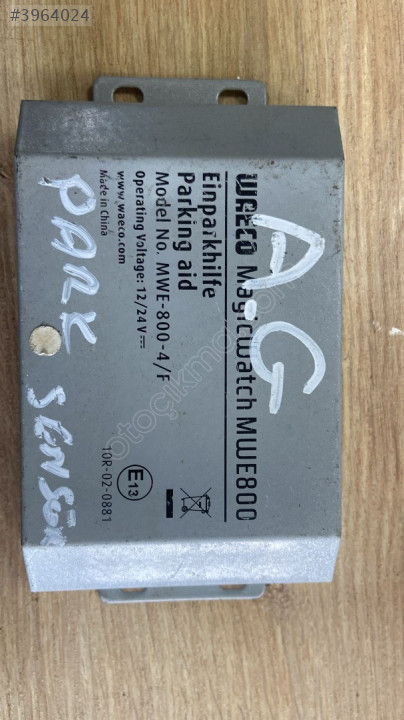 #3964024
WAECO MagicWatch MWE800
Einparkhilfe
Parking aid
Model No. MWE-800-4/F
Operating Voltage: 12/24V
www.waeco.com
Made in China
E13
10R-02-0881
A.G
PARK SENSÖR